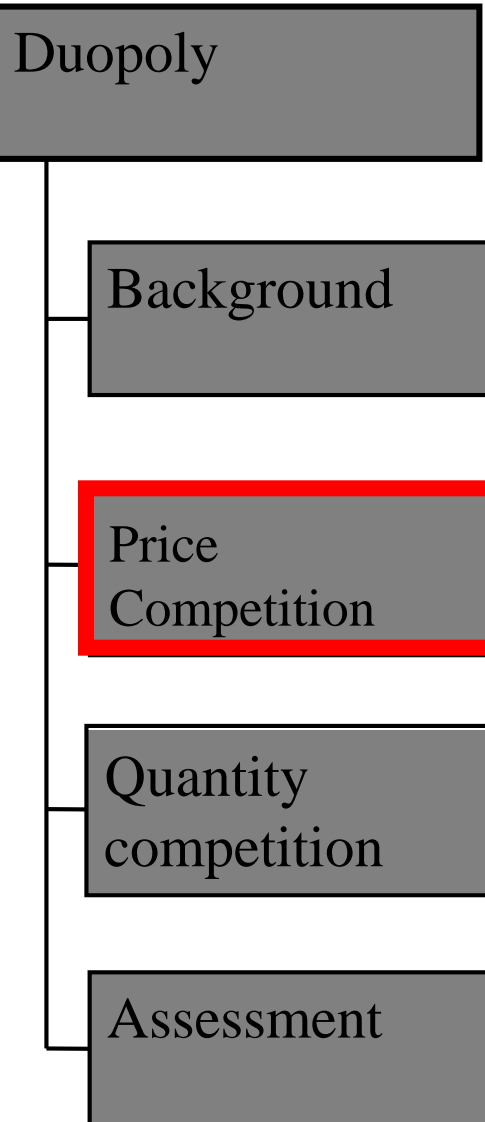 Duopoly
Background
Price
Competition
Quantity
competition
Assessment